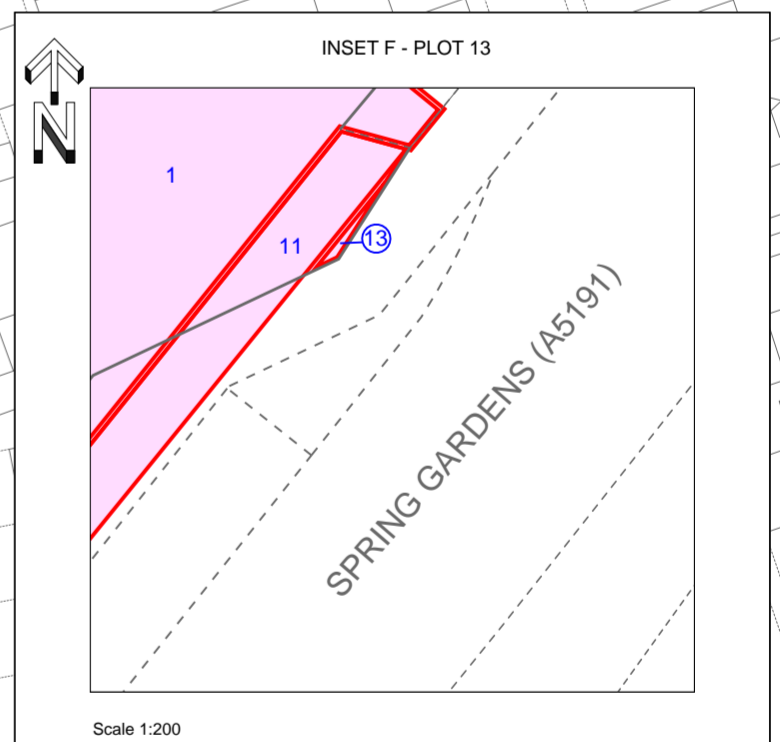 INSET F - PLOT 13
N
1
11
13
SPRING GARDENS (A5191)
Scale 1:200